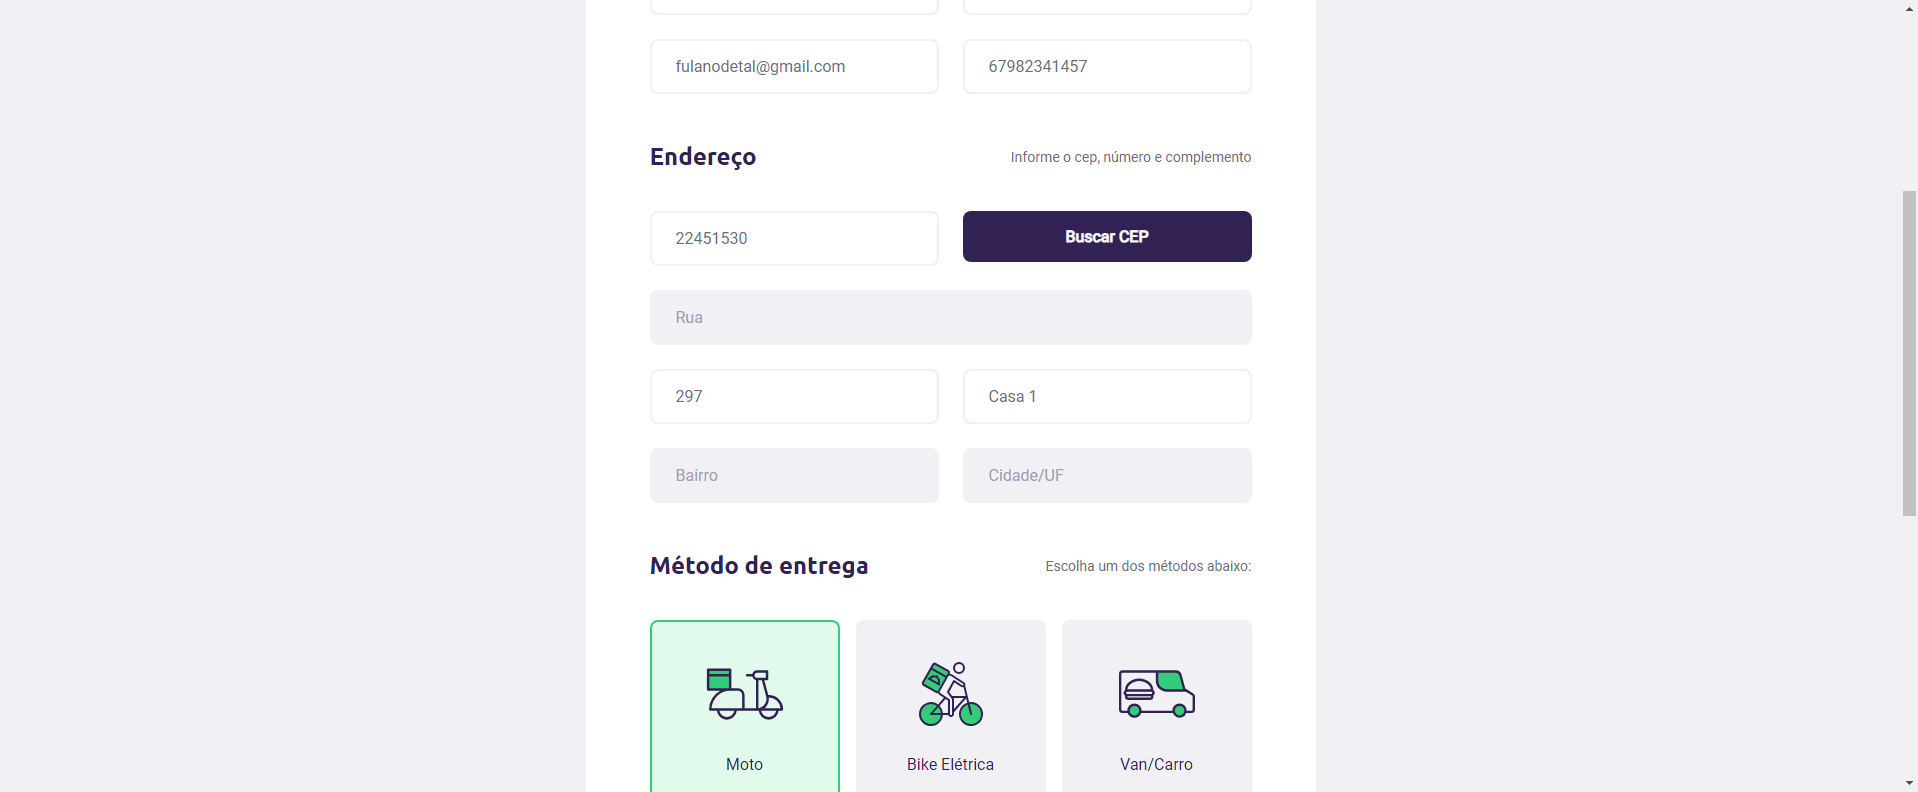 fulanodetal@gmail.com
67982341457
Endereço
Informe o cep, número e complemento
22451530
Buscar CEP
Rua
297
Casa 1
Bairro
Cidade/UF
Método de entrega
Escolha um dos métodos abaixo:
Moto
Bike Elétrica
Van/Carro